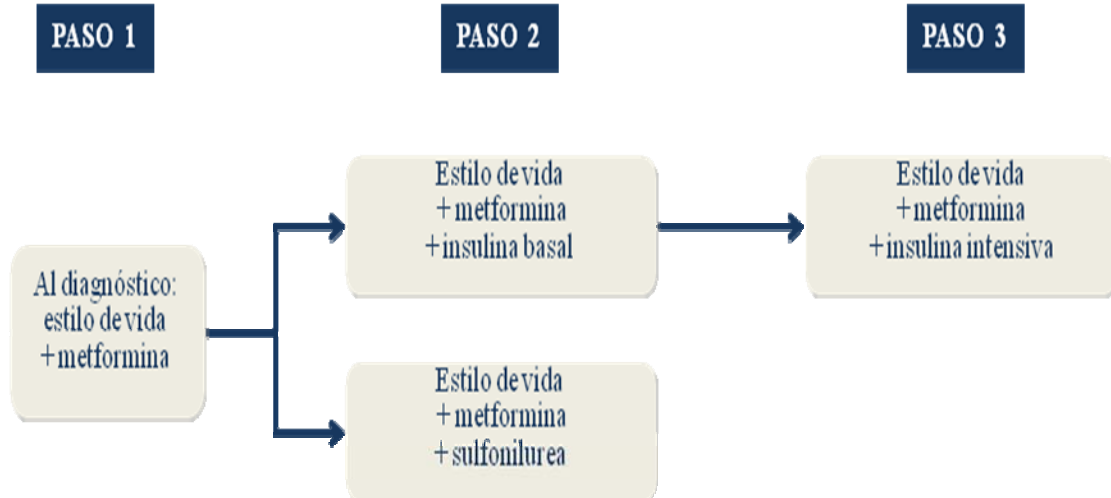 PASO 1
PASO 2
PASO 3
Al diagnóstico:
estilo de vida
+metformina
Estilo de vida
+metformina
+insulina basal
Estilo de vida
+metformina
+sulfonilurea
Estilo de vida
+metformina
+insulina intensiva